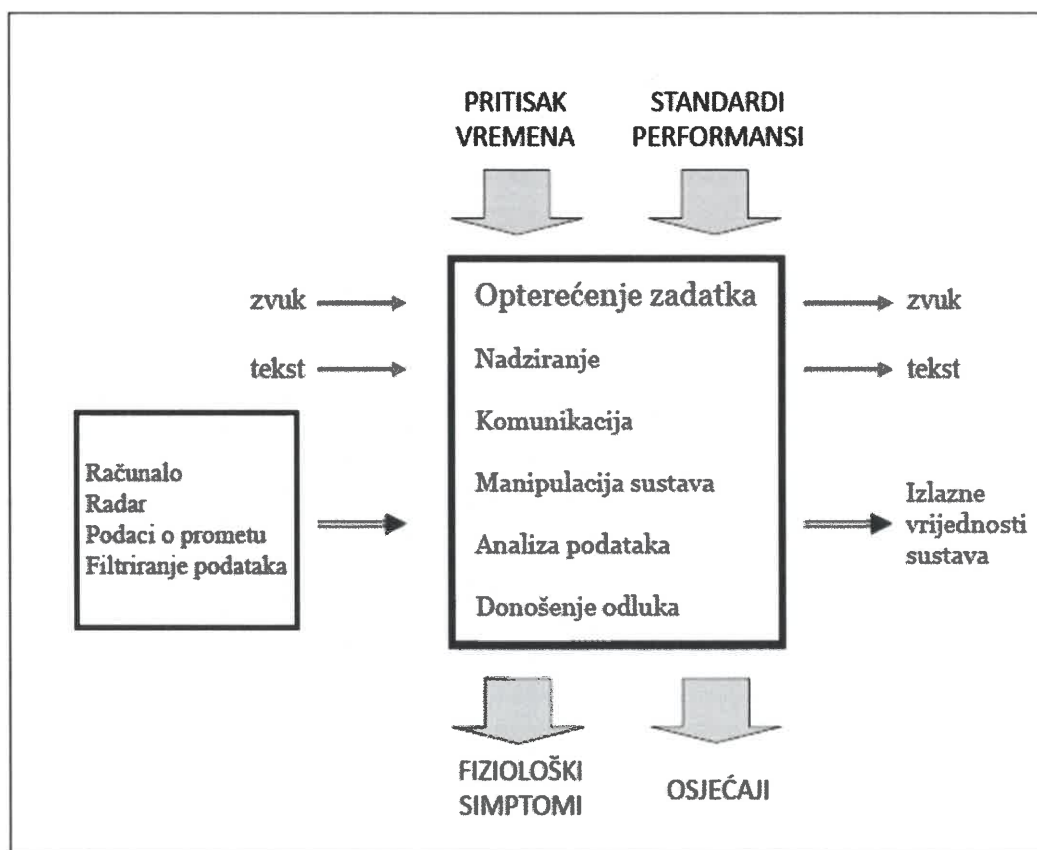 PRITISAK
VREMENA
STANDARDI
PERFORMANSI
zvuk
tekst
Računalo
Radar
Podaci o prometu
Filtriranje podataka
Opterećenje zadatka
Nadziranje
Komunikacija
Manipulacija sustava
Analiza podataka
Donošenje odluka
zvuk
tekst
Izlazne
vrijednosti
sustava
FIZIOLOŠKI
SIMPTOMI
OSJEĆAJI